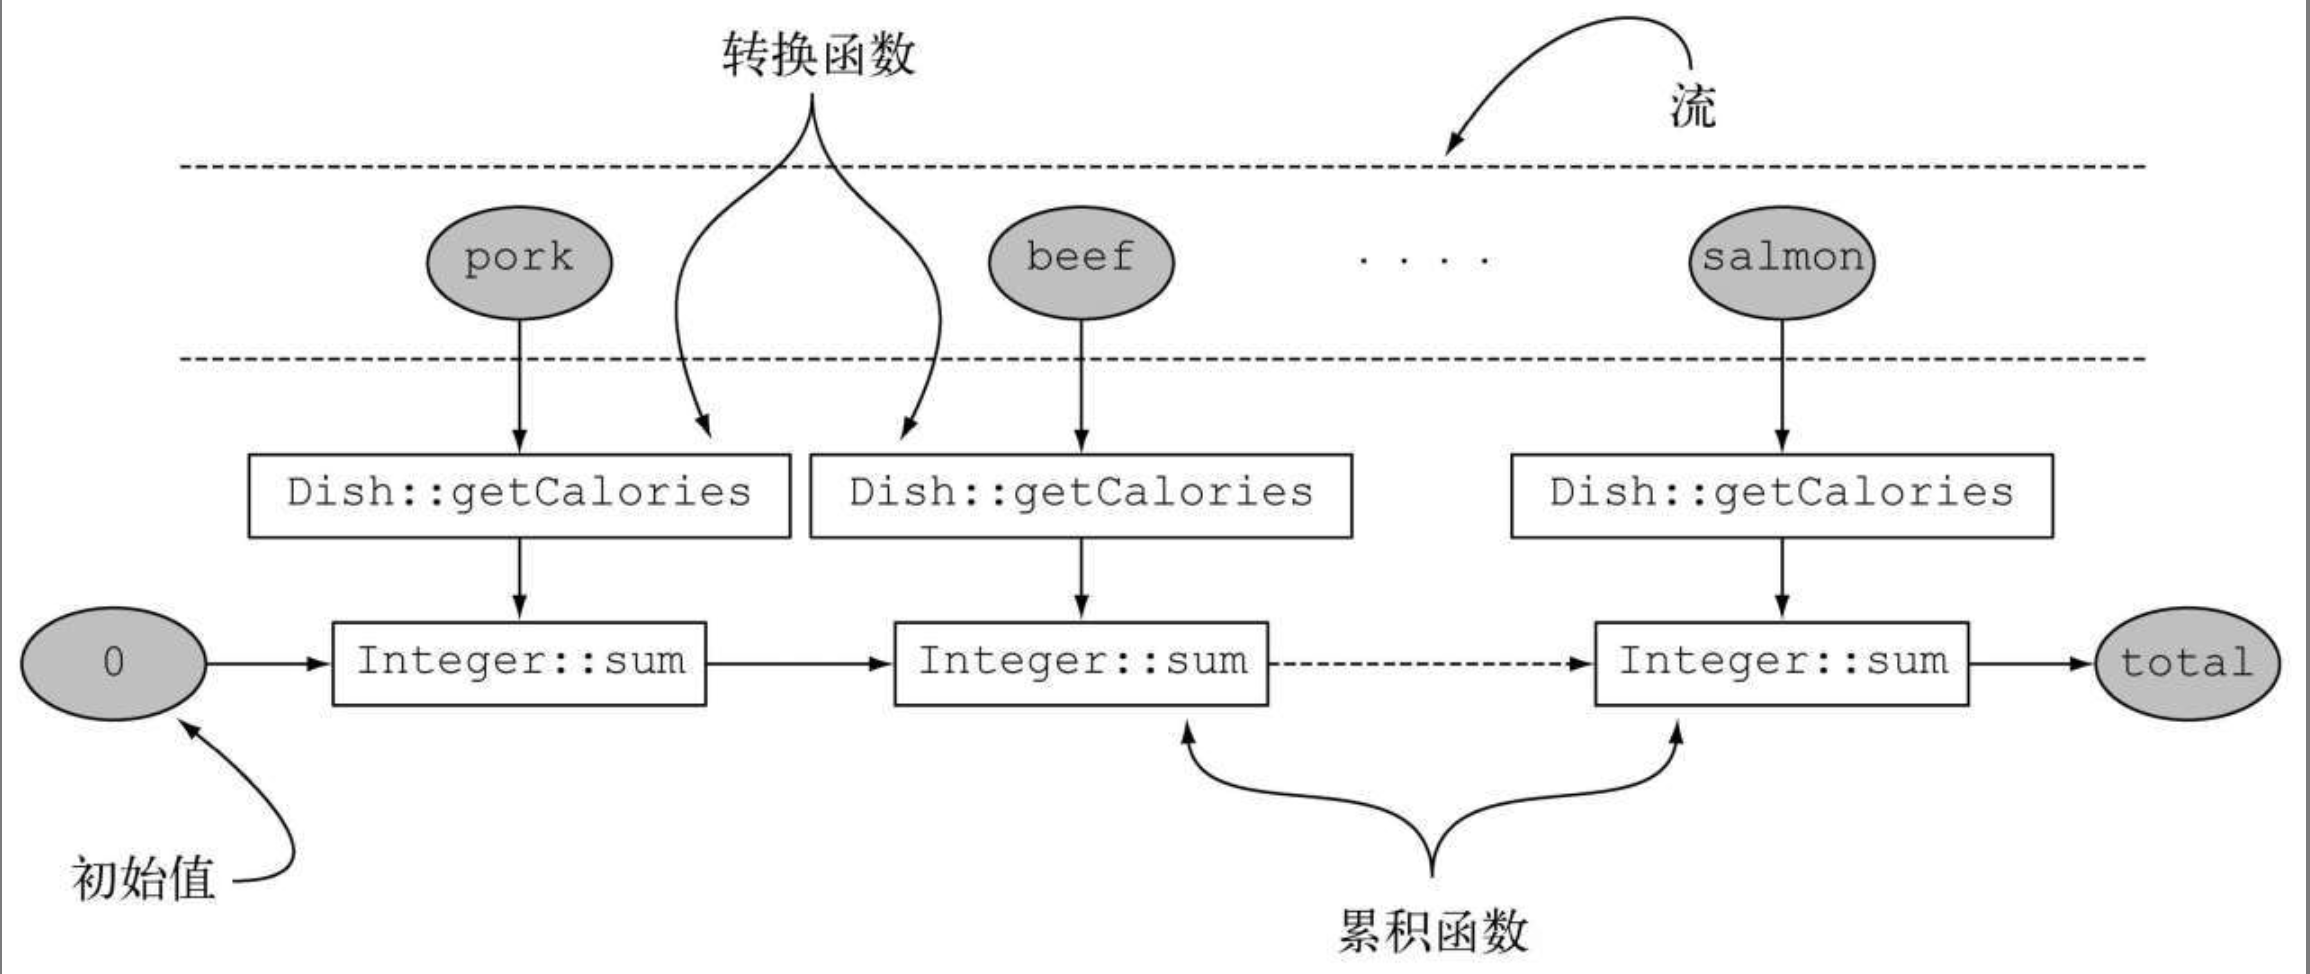 转换函数
流
pork
beef
. . . .
salmon
Dish::getCalories
Dish::getCalories
Dish::getCalories
0
Integer::sum
Integer::sum
Integer::sum
total
初始值
累积函数